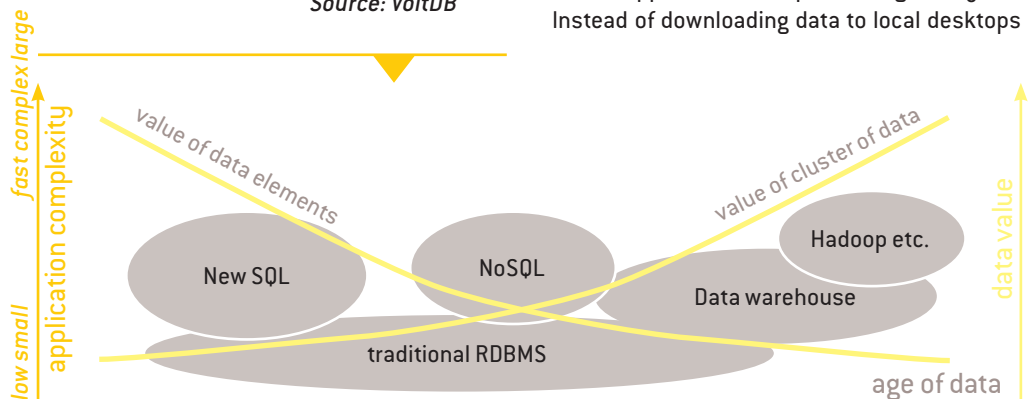 Source: VoltDB
Instead of downloading data to local desktops
fast complex large
low small
application complexity
value of data elements
value of cluster of data
New SQL
NoSQL
Hadoop etc.
Data warehouse
traditional RDBMS
data value
age of data